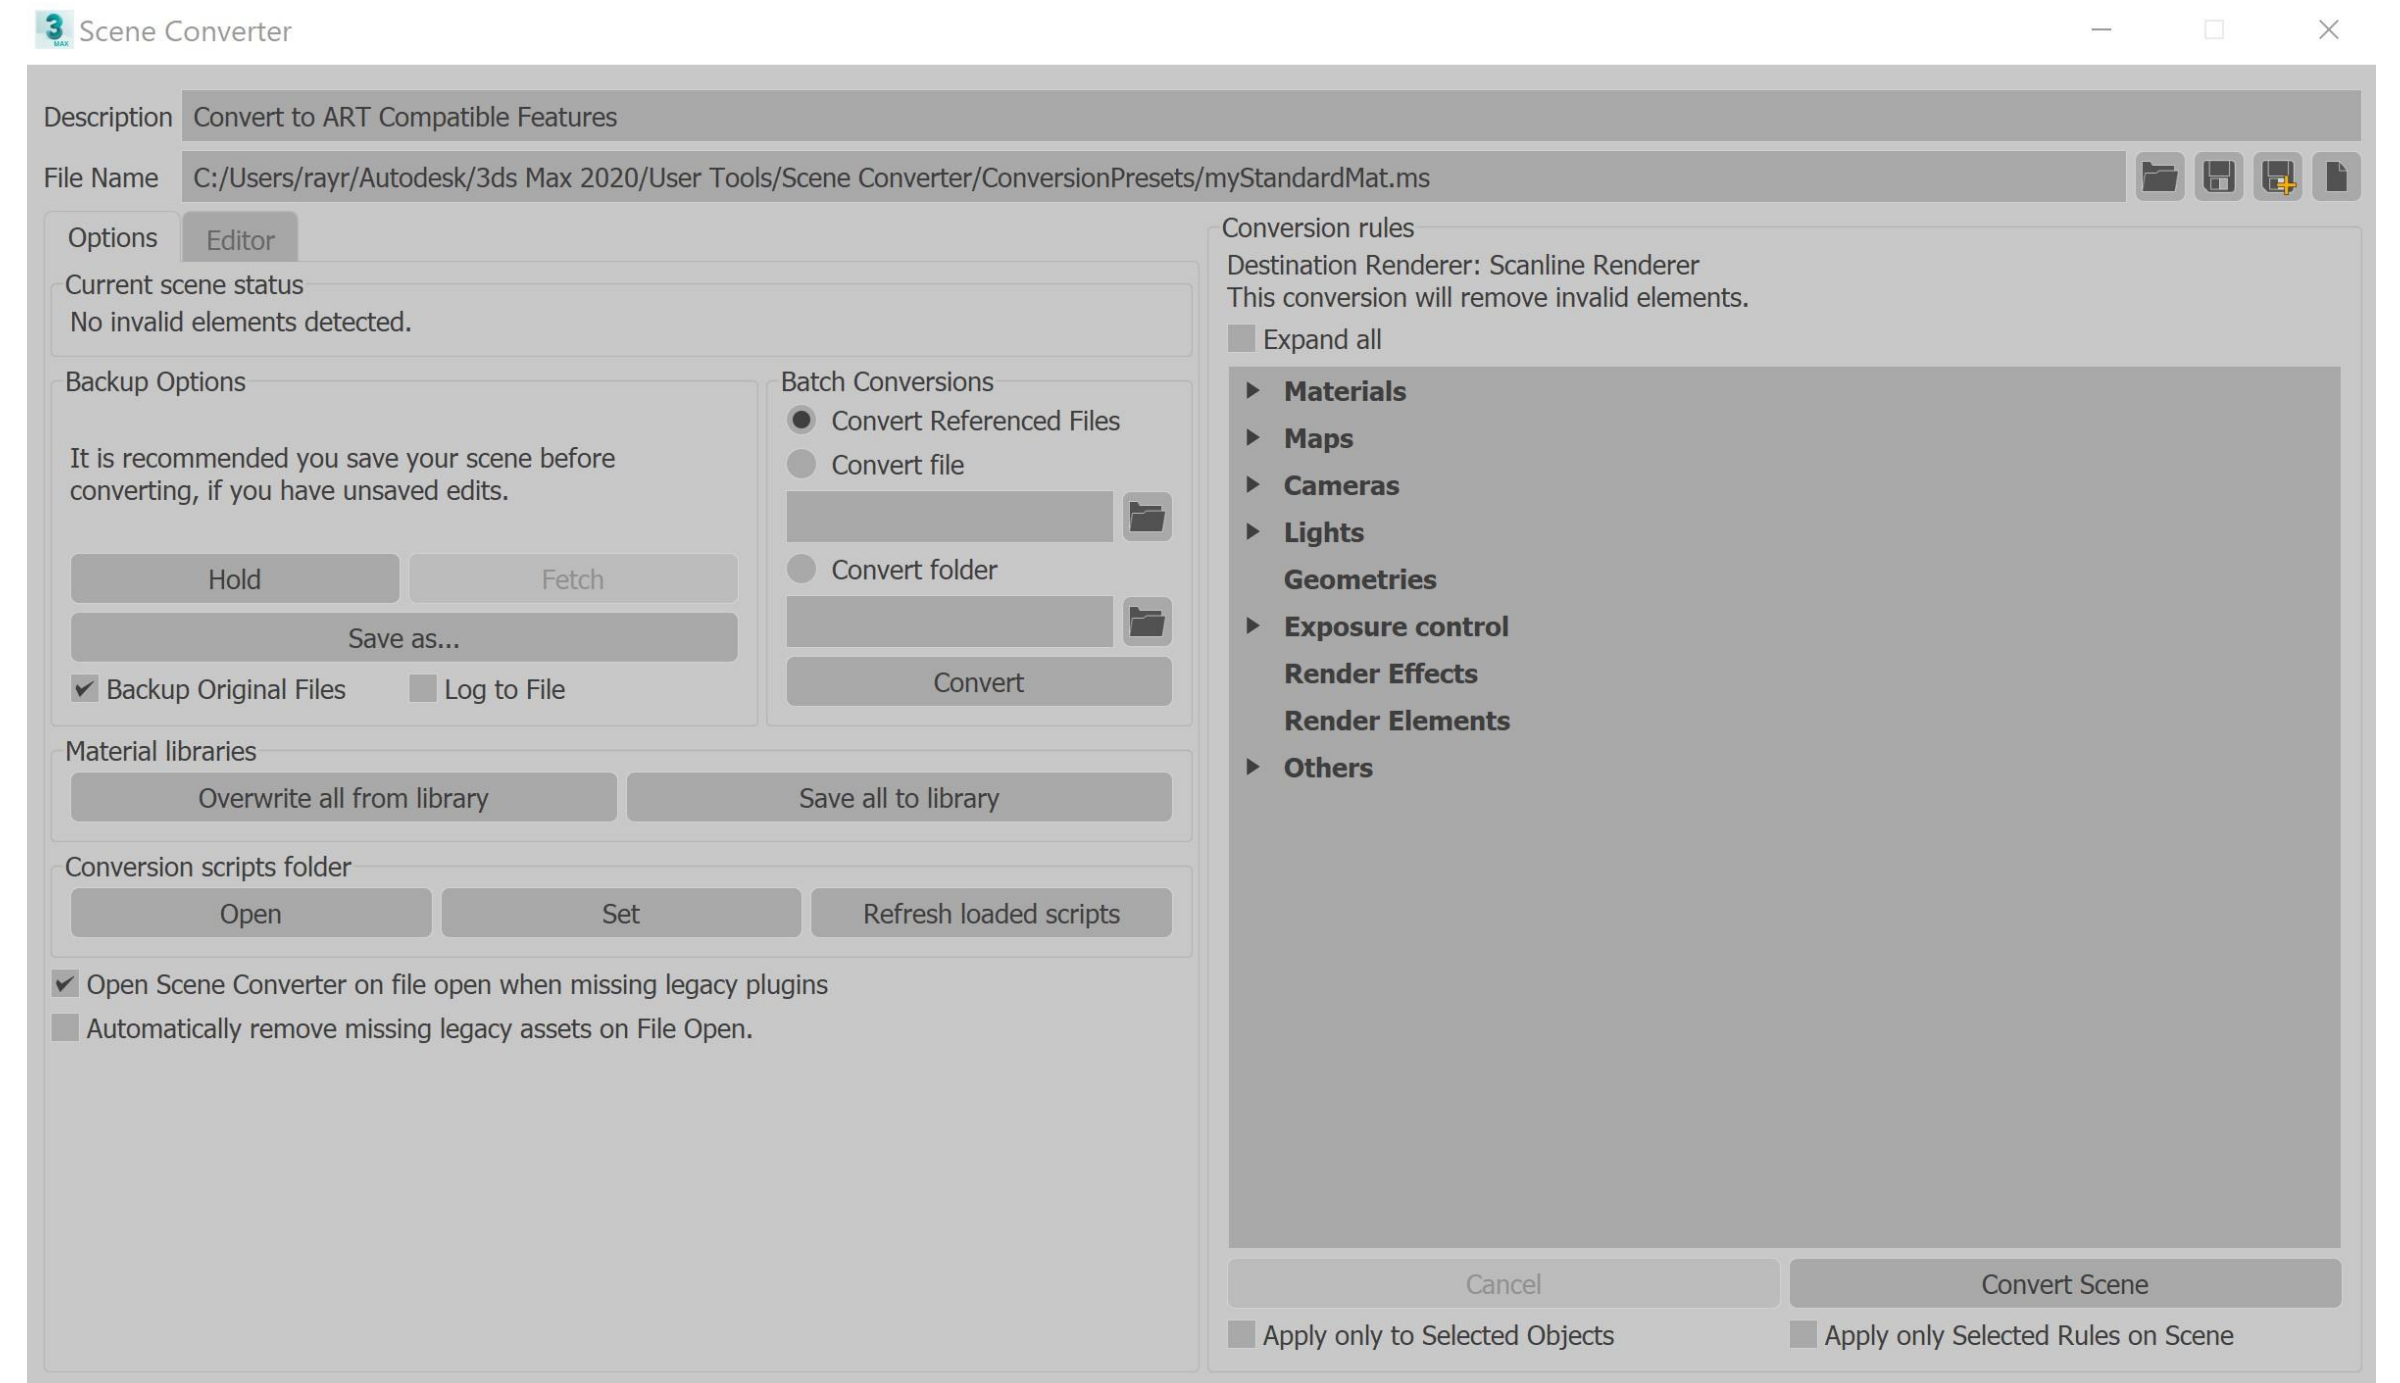 3
MAX
Scene Converter
Description Convert to ART Compatible Features
File Name C:/Users/rayr/Autodesk/3ds Max 2020/User Tools/Scene Converter/ConversionPresets/myStandardMat.ms
Options Editor
Current scene status
No invalid elements detected.
Backup Options
It is recommended you save your scene before
converting, if you have unsaved edits.
Hold Fetch
Save as...
Backup Original Files Log to File
Batch Conversions
Convert Referenced Files
Convert file
Convert folder
Convert
Material libraries
Overwrite all from library Save all to library
Conversion scripts folder
Open Set Refresh loaded scripts
Open Scene Converter on file open when missing legacy plugins
Automatically remove missing legacy assets on File Open.
Conversion rules
Destination Renderer: Scanline Renderer
This conversion will remove invalid elements.
Expand all
Materials
Maps
Cameras
Lights
Geometries
Exposure control
Render Effects
Render Elements
Others
Cancel Convert Scene
Apply only to Selected Objects Apply only Selected Rules on Scene